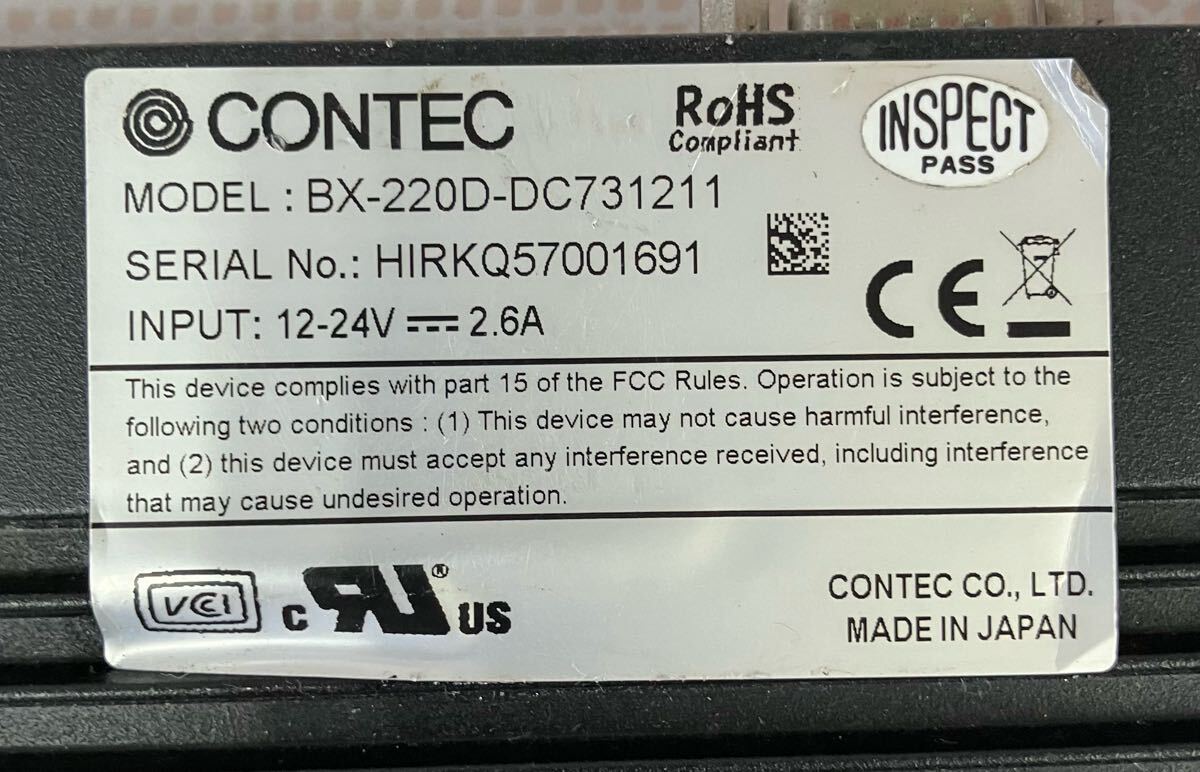 CONTEC
RoHS
Compliant
INSPECT
PASS
MODEL : BX-220D-DC731211
SERIAL No.: HIRKQ57001691
INPUT: 12-24V ⎓ 2.6A
CE
This device complies with part 15 of the FCC Rules. Operation is subject to the
following two conditions : (1) This device may not cause harmful interference,
and (2) this device must accept any interference received, including interference
that may cause undesired operation.
VCI
c RU ® US
CONTEC CO., LTD.
MADE IN JAPAN